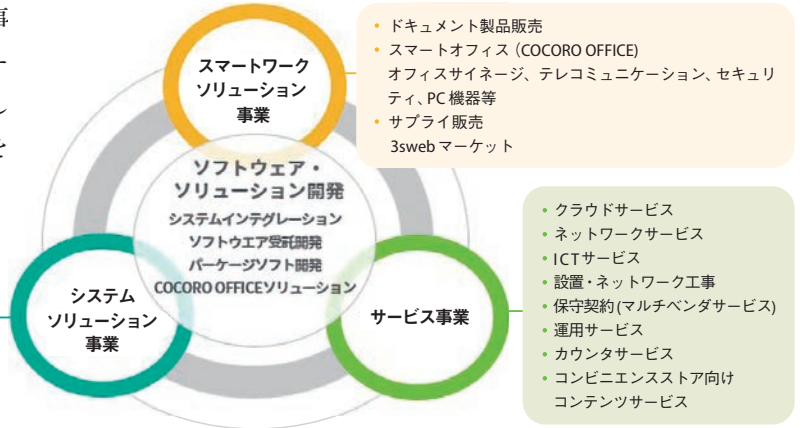 事
ー
し
を
スマートワーク
ソリューション
事業
• ドキュメント製品販売
• スマートオフィス (COCORO OFFICE)
オフィスサイネージ、テレコミュニケーション、セキュリ
ティ、PC 機器等
• サプライ販売
3sweb マーケット
ソフトウェア・
ソリューション開発
システムインテグレーション
ソフトウエア受託開発
パーケージソフト開発
COCORO OFFICEソリューション
システム
ソリューション
事業
サービス事業
• クラウドサービス
• ネットワークサービス
• ICTサービス
• 設置・ネットワーク工事
• 保守契約(マルチベンダサービス)
• 運用サービス
• カウンタサービス
• コンビニエンスストア向け
コンテンツサービス